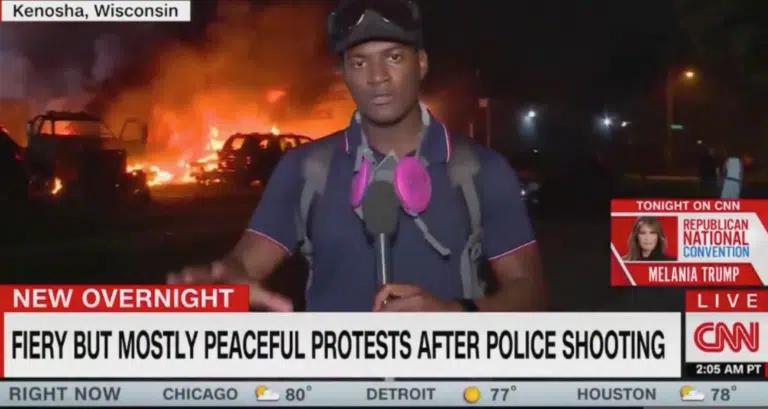 Kenosha, Wisconsin
TONIGHT ON CNN
REPUBLICAN
NATIONAL
CONVENTION
MELANIA TRUMP
NEW OVERNIGHT
LIVE
FIERY BUT MOSTLY PEACEFUL PROTESTS AFTER POLICE SHOOTING
CNN
2:05 AM PT
RIGHT NOW CHICAGO 80° DETROIT 77° HOUSTON 78°